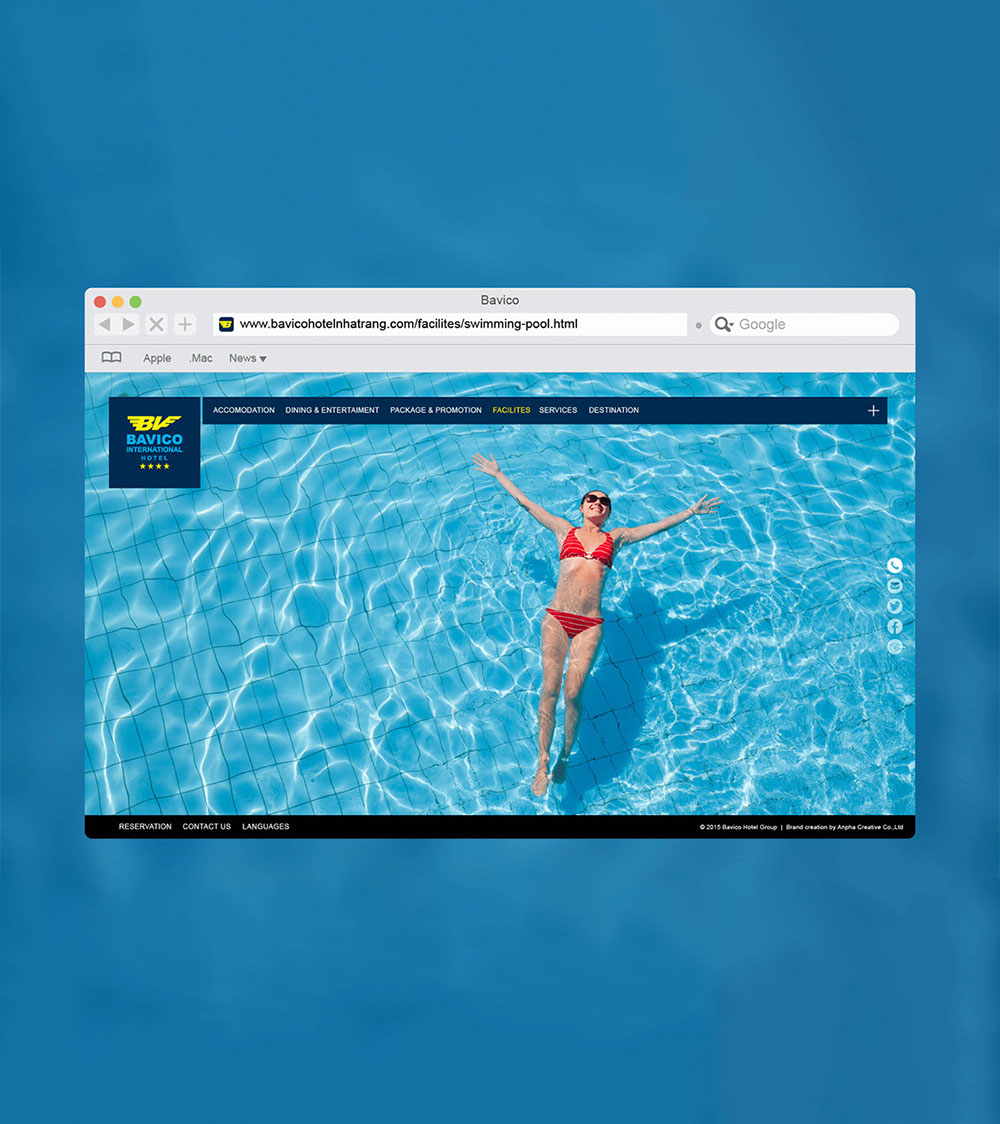 Bavico
www.bavicohotelnhatrang.com/facilites/swimming-pool.html
Google
Apple .Mac News
ACCOMODATION DINING & ENTERTAIMENT PACKAGE & PROMOTION FACILITES SERVICES DESTINATION
BV
BAVICO
INTERNATIONAL
HOTEL
RESERVATION CONTACT US LANGUAGES
© 2015 Bavico Hotel Group | Brand creation by Anpha Creative Co.,Ltd